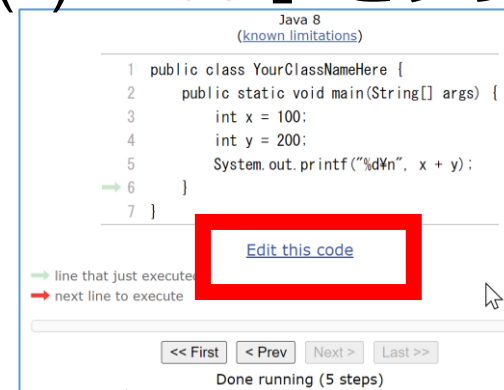 Java 8
(known limitations)
1 public class YourClassNameHere {
2 public static void main(String[] args) {
3 int x = 100;
4 int y = 200;
5 System.out.printf("%d¥n", x + y);
6 }
7 }
Edit this code
line that just executed
next line to execute
<< First < Prev Next > Last >>
Done running (5 steps)